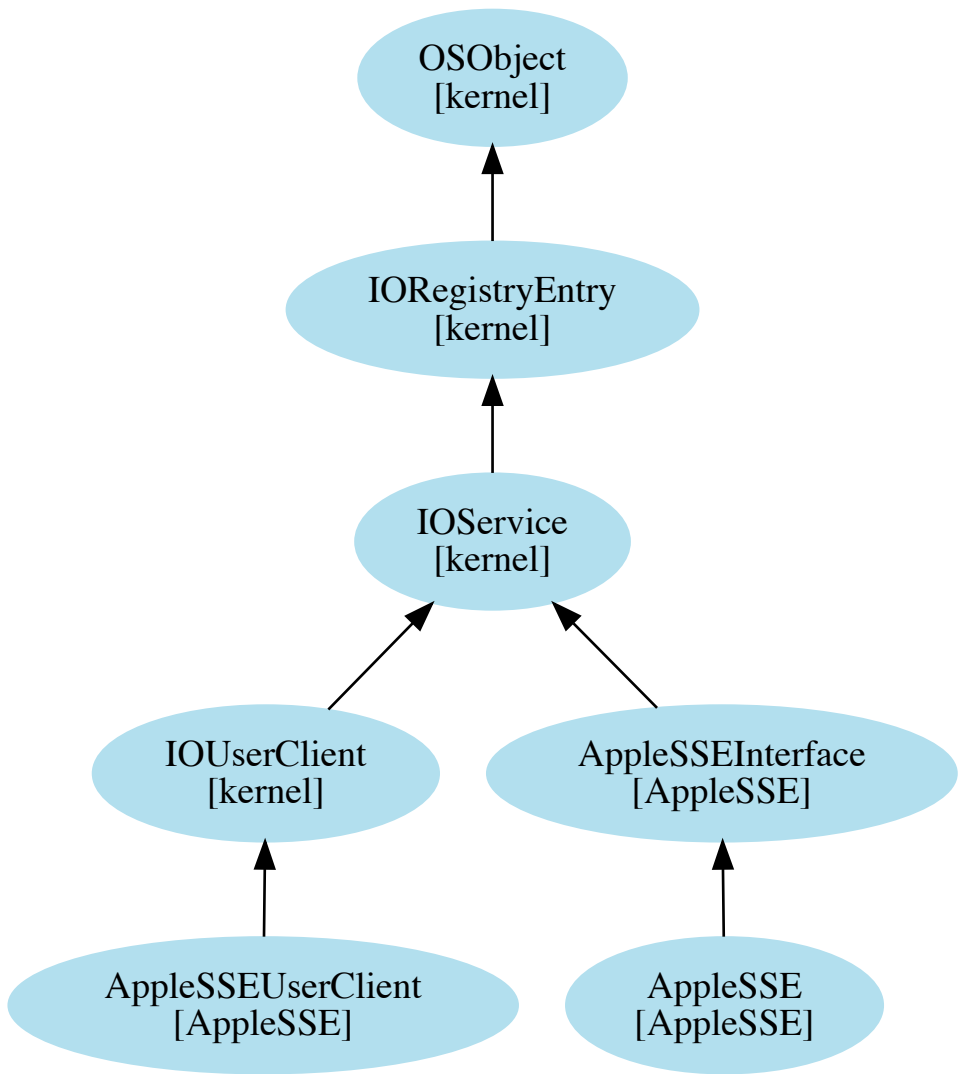 OSObject
[kernel]
IORegistryEntry
[kernel]
IOService
[kernel]
IOUserClient
[kernel]
AppleSSEInterface
[AppleSSE]
AppleSSEUserClient
[AppleSSE]
AppleSSE
[AppleSSE]